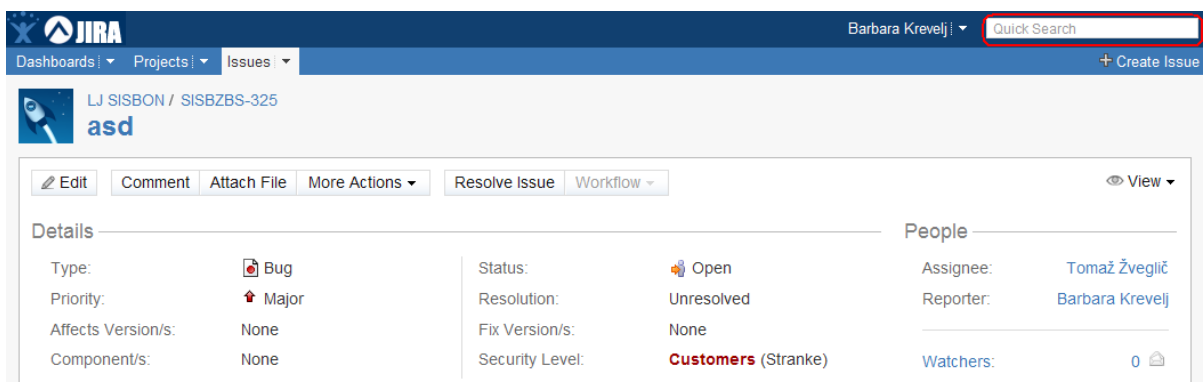 JIRA
Barbara Krevelj
Quick Search
Dashboards Projects Issues
Create Issue
LJ SISBON / SISBZBS-325
asd
Edit Comment Attach File More Actions Resolve Issue Workflow View
Details People
Type: Bug Status: Open Assignee: Tomaž Žveglič
Priority: Major Resolution: Unresolved Reporter: Barbara Krevelj
Affects Version/s: None Fix Version/s: None
Component/s: None Security Level: Customers (Stranke) Watchers: 0